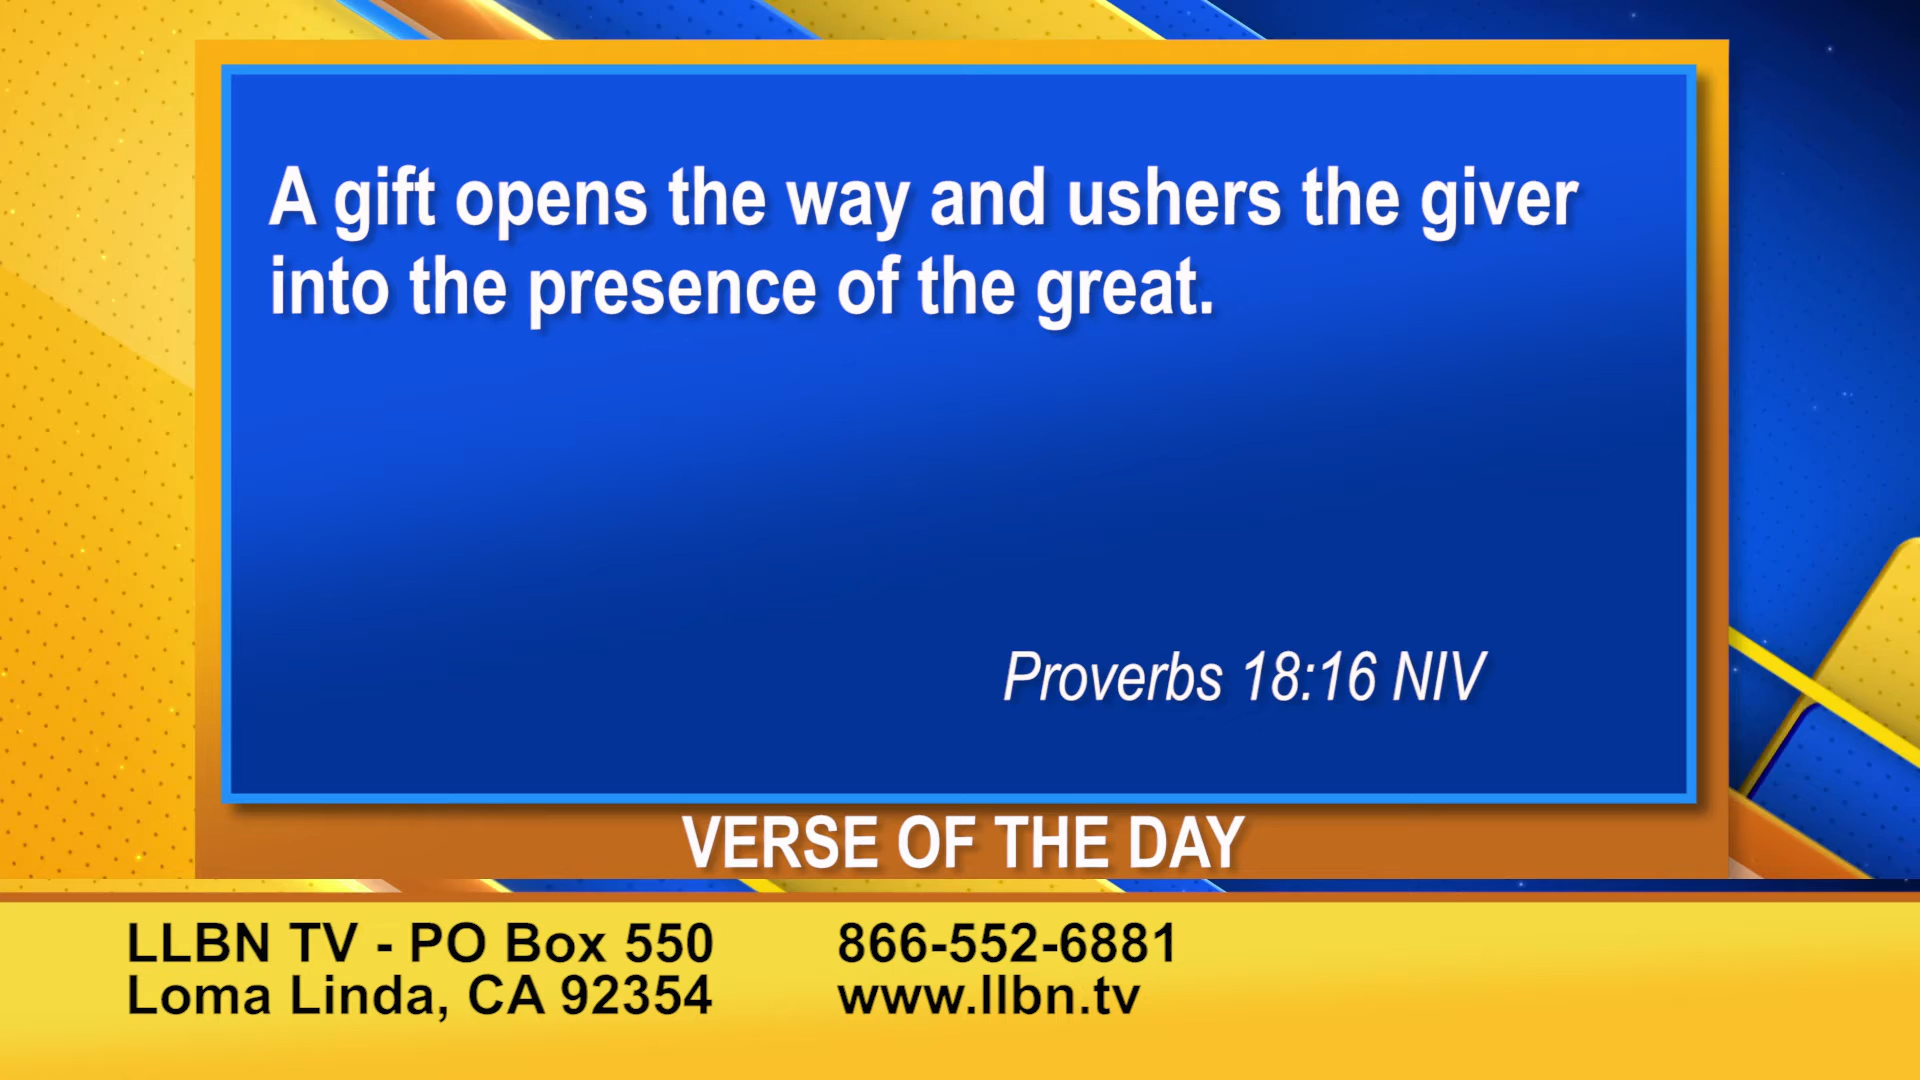 A gift opens the way and ushers the giver
into the presence of the great.
Proverbs 18:16 NIV
VERSE OF THE DAY
LLBN TV - PO Box 550
Loma Linda, CA 92354
866-552-6881
www.llbn.tv